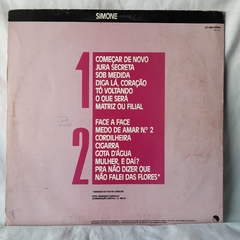 SIMONE
1
COMEÇAR DE NOVO
JURA SECRETA
SOB MEDIDA
DIGA LÁ, CORAÇÃO
TÔ VOLTANDO
O QUE SERÁ
MATRIZ OU FILIAL
2
FACE A FACE
MEDO DE AMAR N.º 2
CORDILHEIRA
CIGARRA
GOTA D'ÁGUA
MULHER, E DAÍ?
PRA NÃO DIZER QUE
NÃO FALEI DAS FLORES*